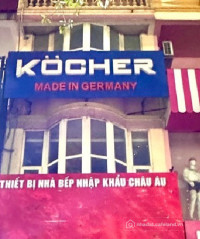 KÖCHER
MADE IN GERMANY
THIẾT BỊ NHÀ BẾP NHẬP KHẨU CHÂU ÂU